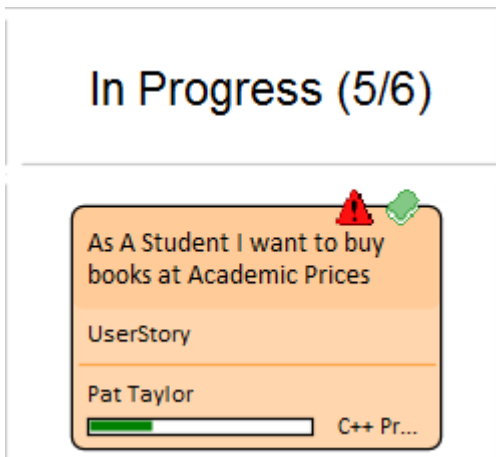 In Progress (5/6)
As A Student I want to buy
books at Academic Prices
UserStory
Pat Taylor
C++ Pr...